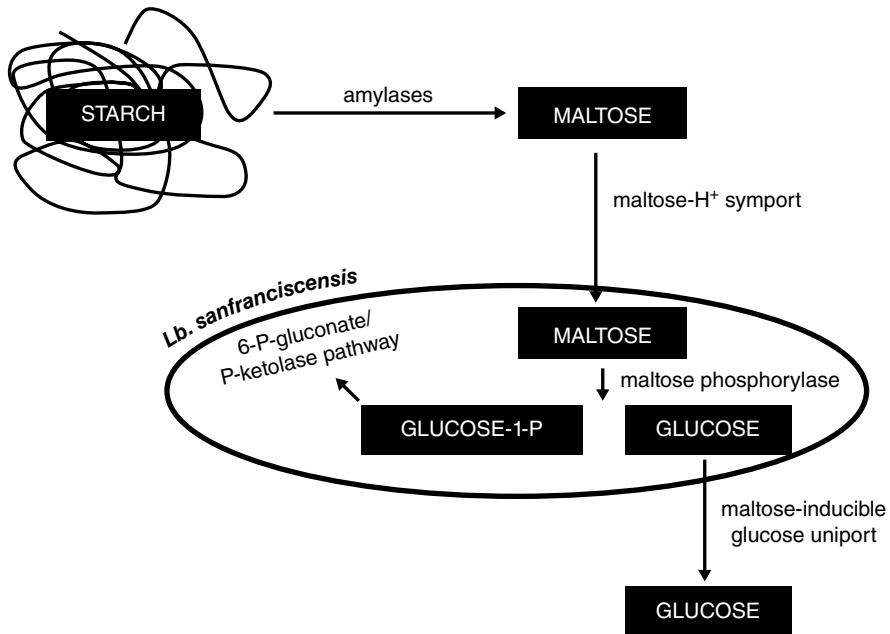 STARCH
amylases
MALTOSE
maltose-H⁺ symport
Lb. sanfranciscensis
6-P-gluconate/
P-ketolase pathway
MALTOSE
maltose phosphorylase
GLUCOSE-1-P
GLUCOSE
maltose-inducible
glucose uniport
GLUCOSE